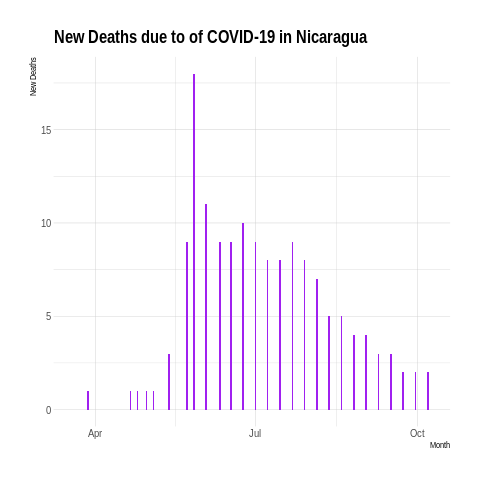 New Deaths due to of COVID-19 in Nicaragua
New Deaths
15
10
5
0
Apr
Jul
Oct
Month